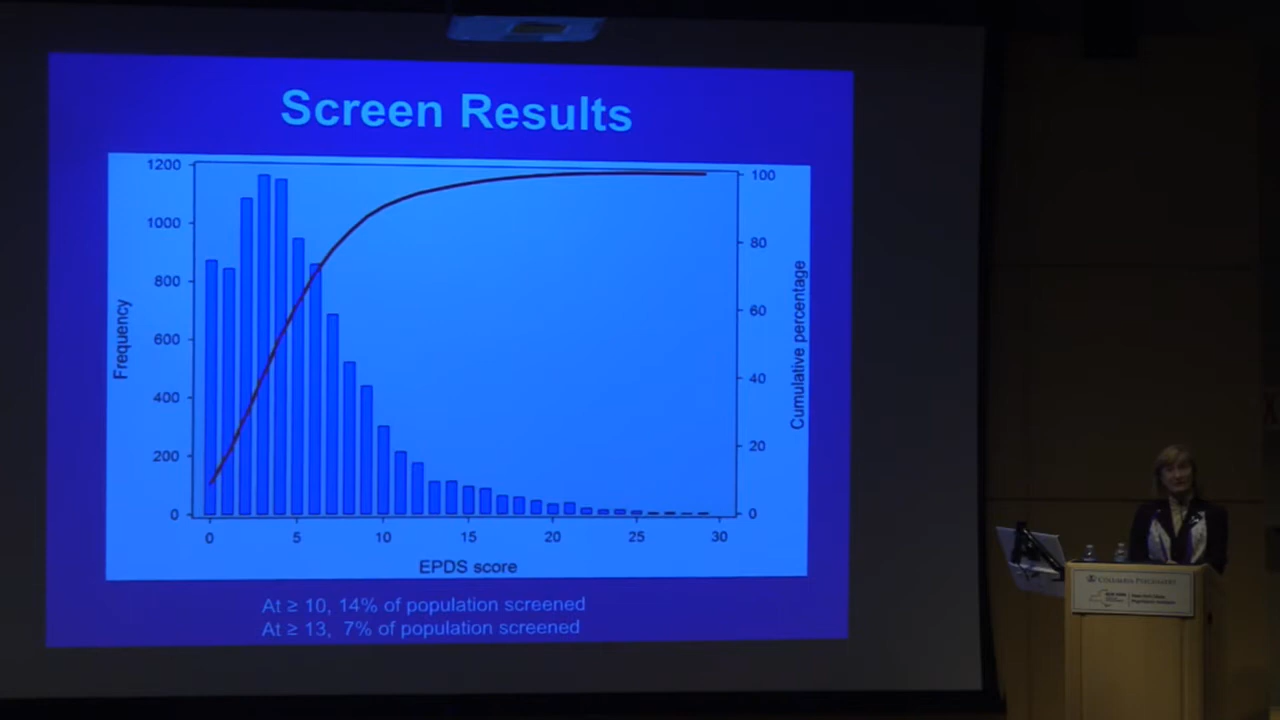 Screen Results
1200
1000
800
600
400
200
0
Frequency
100
80
60
40
20
0
Cumulative percentage
0 5 10 15 20 25 30
EPDS score
At ≥ 10, 14% of population screened
At ≥ 13, 7% of population screened
COLUMBIA PSYCHIATRY